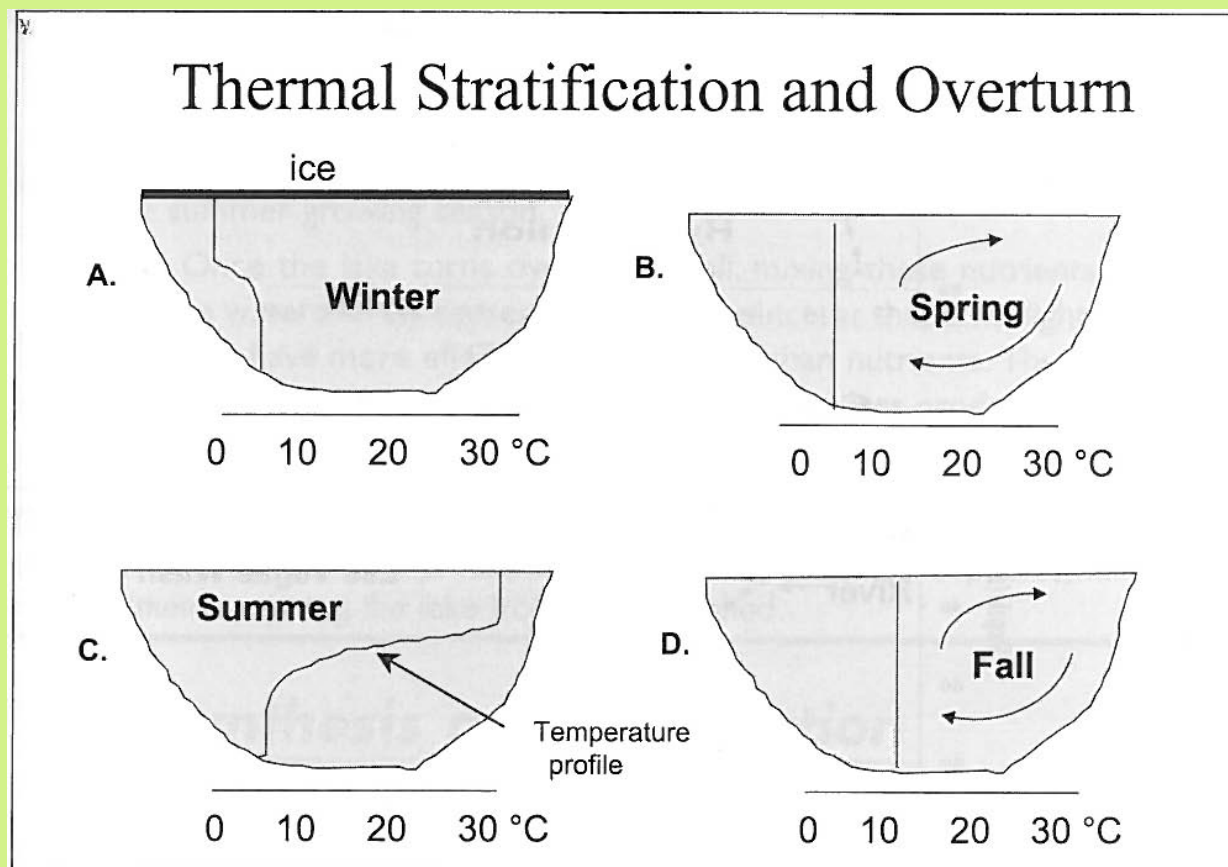 Thermal Stratification and Overturn
ice
A.
Winter
0 10 20 30 °C
B.
Spring
0 10 20 30 °C
Summer
C.
Temperature
profile
0 10 20 30 °C
D.
Fall
0 10 20 30 °C